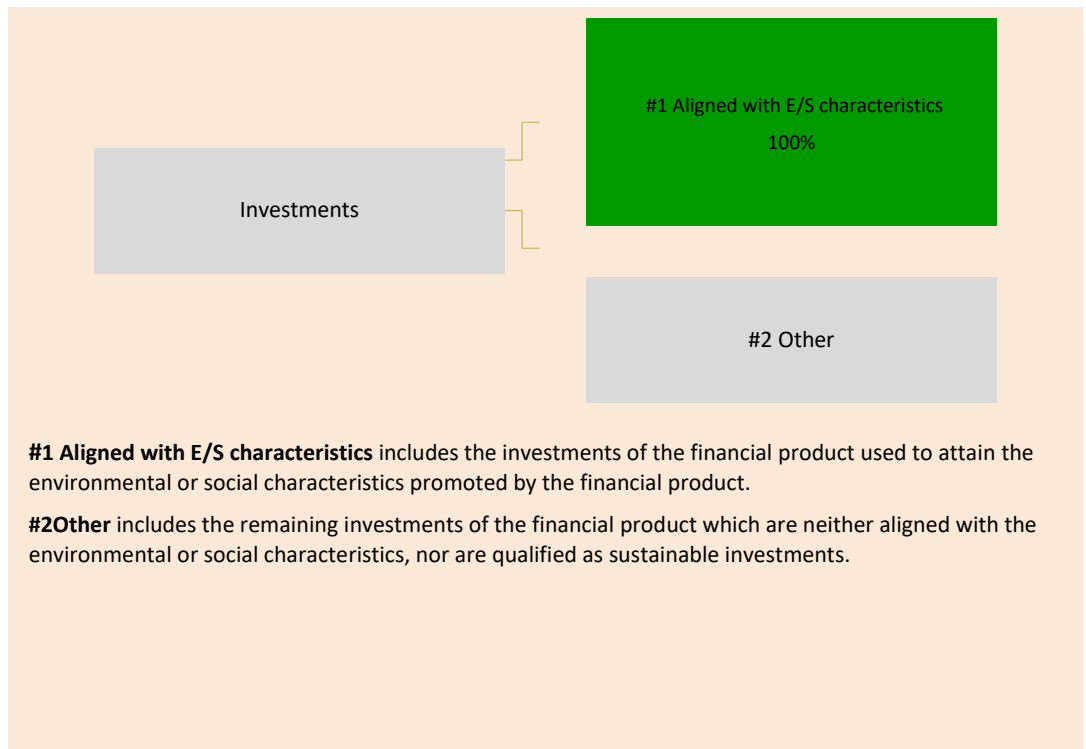 #1 Aligned with E/S characteristics
100%
Investments
#2 Other
#1 Aligned with E/S characteristics includes the investments of the financial product used to attain the
environmental or social characteristics promoted by the financial product.
#2Other includes the remaining investments of the financial product which are neither aligned with the
environmental or social characteristics, nor are qualified as sustainable investments.